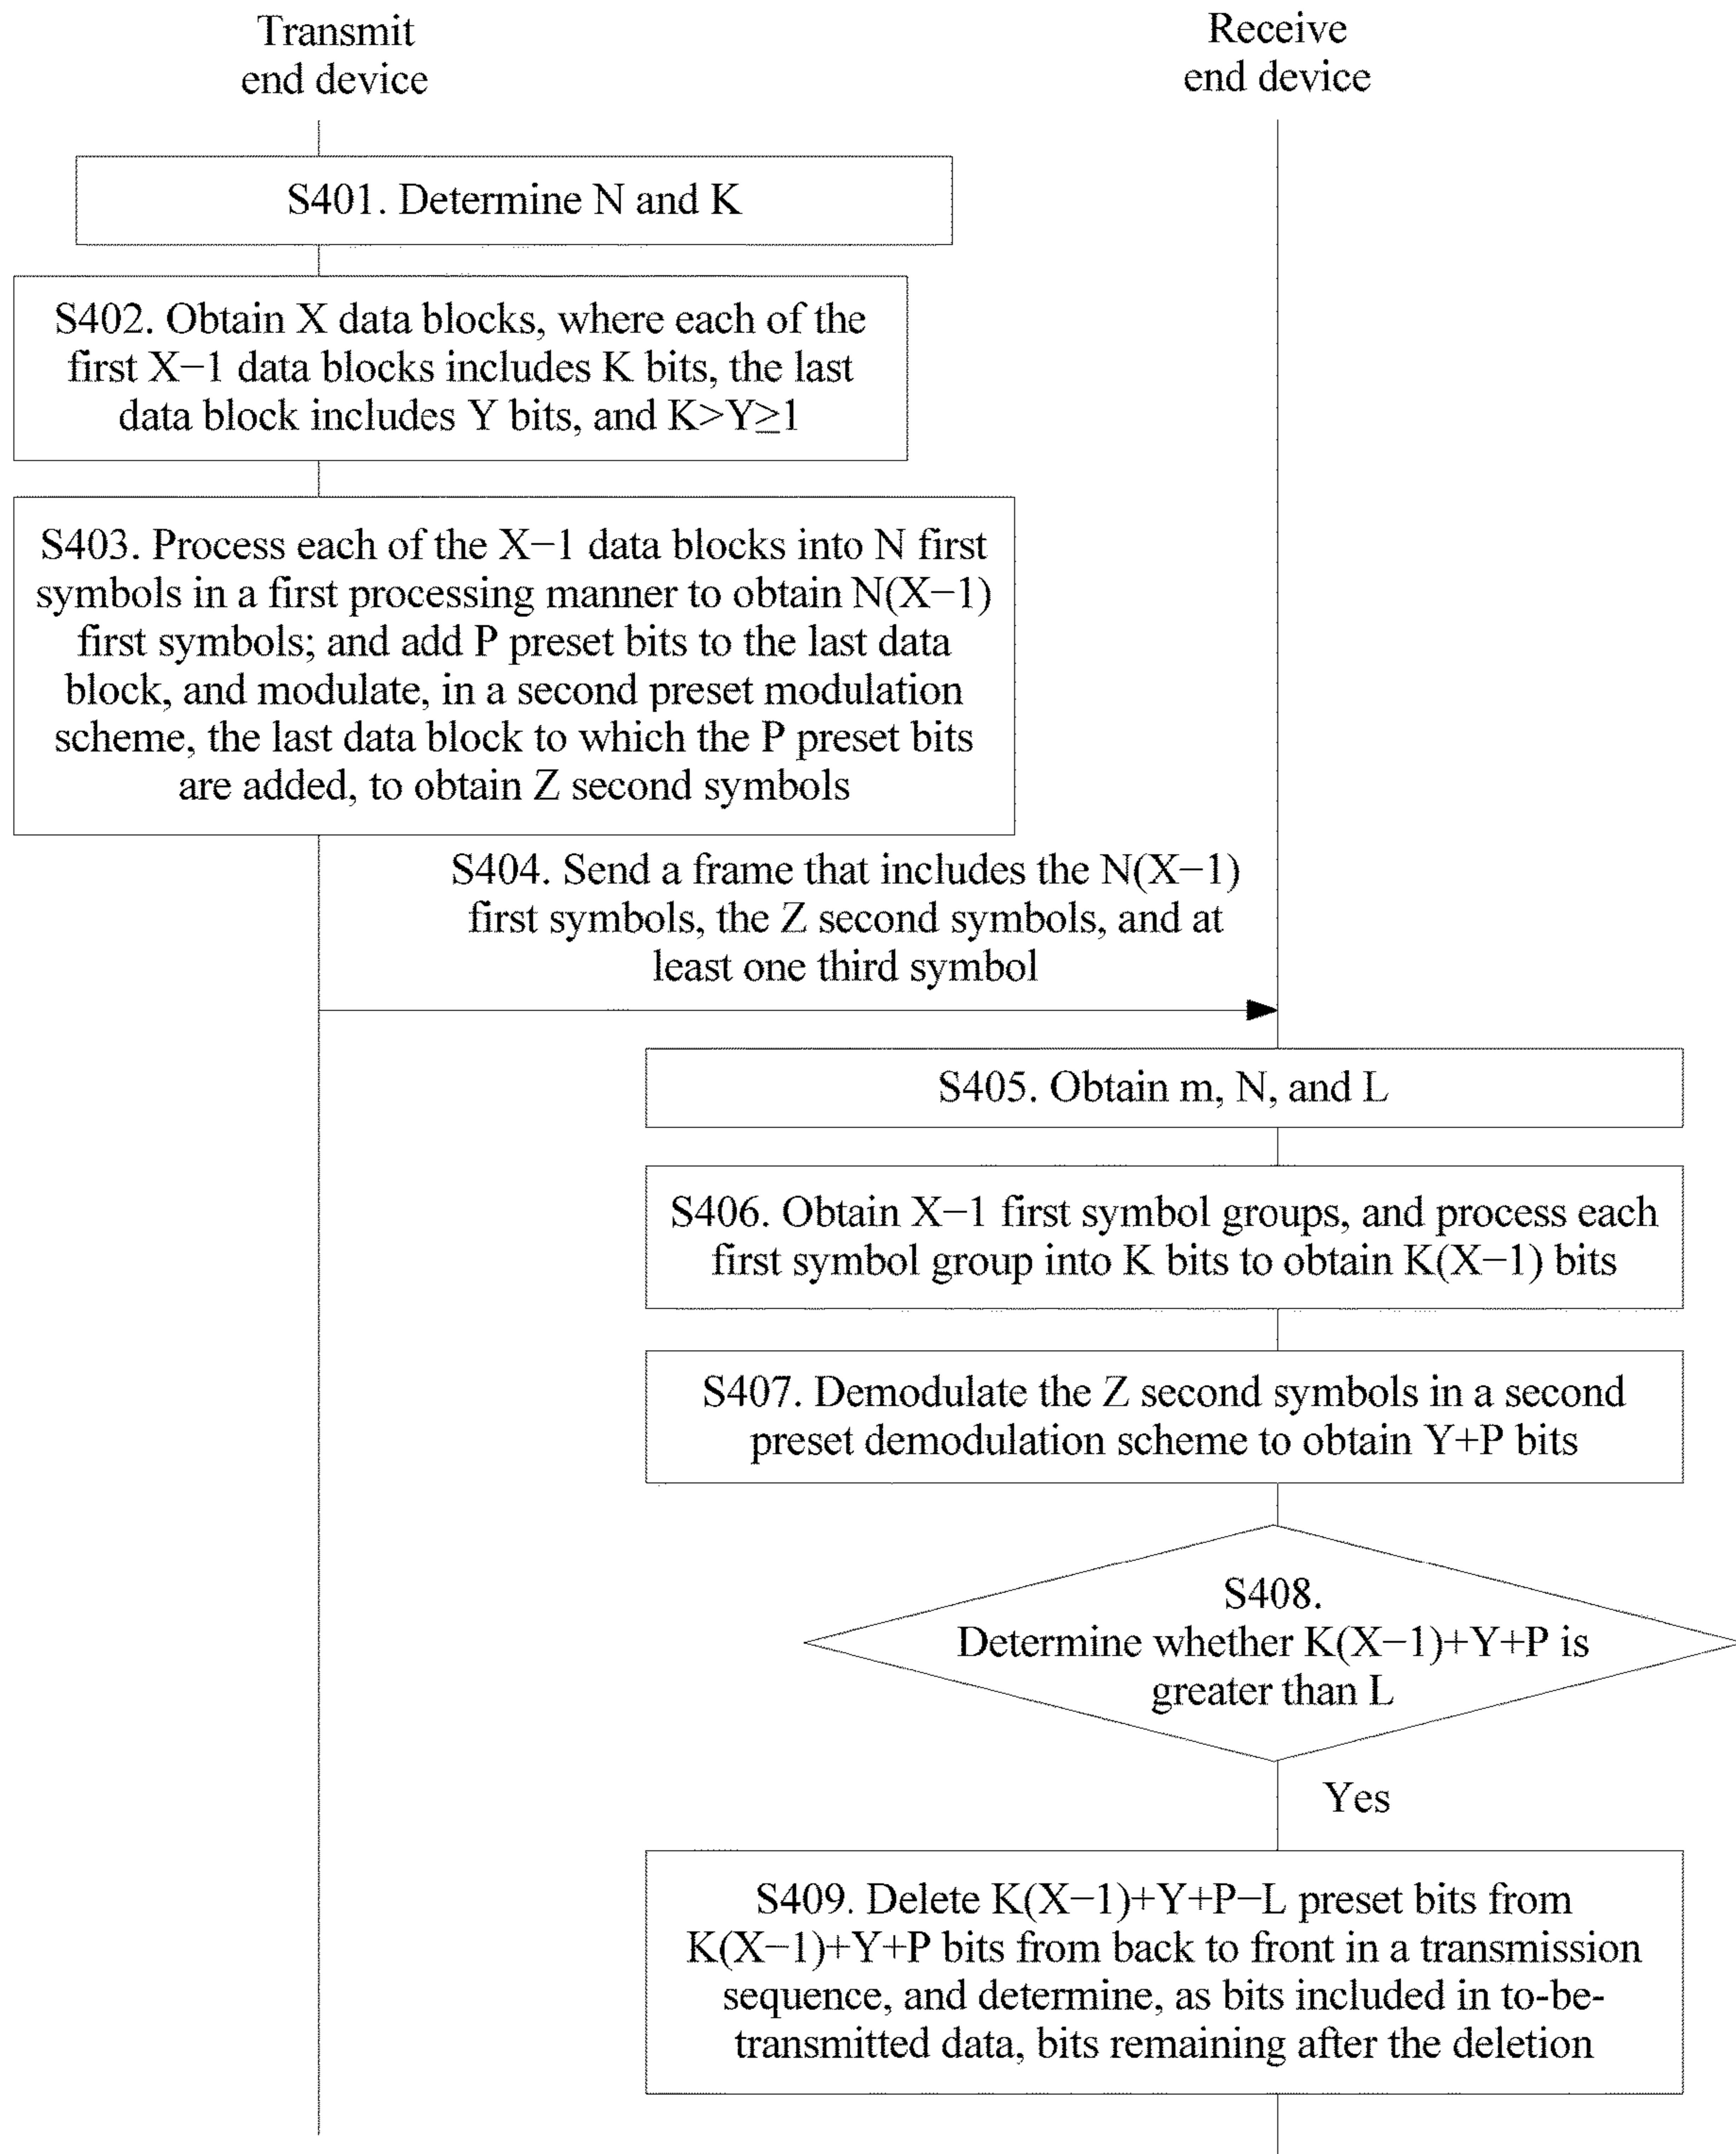 Transmit
end device
Receive
end device
S401. Determine N and K
S402. Obtain X data blocks, where each of the
first X−1 data blocks includes K bits, the last
data block includes Y bits, and K>Y≥1
S403. Process each of the X−1 data blocks into N first
symbols in a first processing manner to obtain N(X−1)
first symbols; and add P preset bits to the last data
block, and modulate, in a second preset modulation
scheme, the last data block to which the P preset bits
are added, to obtain Z second symbols
S404. Send a frame that includes the N(X−1)
first symbols, the Z second symbols, and at
least one third symbol
S405. Obtain m, N, and L
S406. Obtain X−1 first symbol groups, and process each
first symbol group into K bits to obtain K(X−1) bits
S407. Demodulate the Z second symbols in a second
preset demodulation scheme to obtain Y+P bits
S408.
Determine whether K(X−1)+Y+P is
greater than L
Yes
S409. Delete K(X−1)+Y+P−L preset bits from
K(X−1)+Y+P bits from back to front in a transmission
sequence, and determine, as bits included in to-be-
transmitted data, bits remaining after the deletion